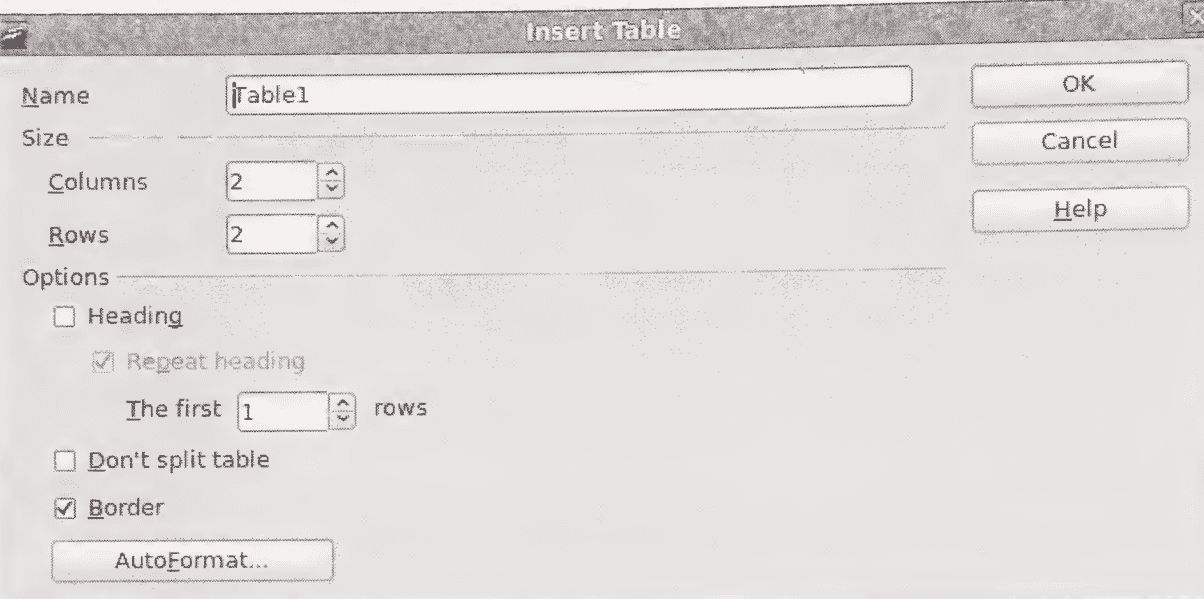 Insert Table
Name Table1 OK
Size
Cancel
Columns 2
Help
Rows 2
Options
Heading
Repeat heading
The first 1 rows
Don't split table
Border
AutoFormat...